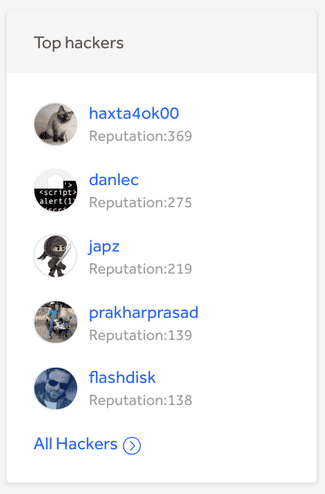 Top hackers
haxta4ok00
Reputation:369
'>
<script>
alert(1)
danlec
Reputation:275
japz
Reputation:219
prakharprasad
Reputation:139
flashdisk
Reputation:138
All Hackers